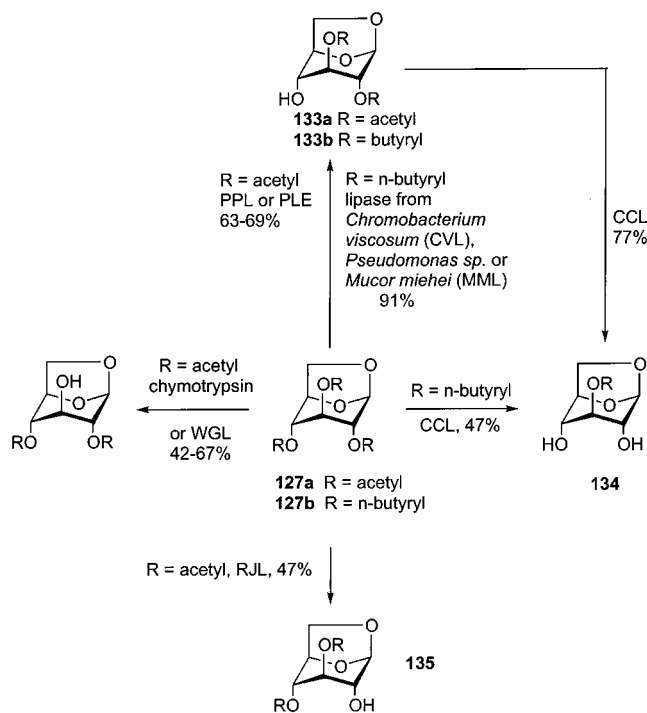 O
OR
O
HO
OR
133a R = acetyl
133b R = butyryl
R = acetyl
PPL or PLE
63-69%
R = n-butyryl
lipase from
Chromobacterium
viscosum (CVL),
Pseudomonas sp. or
Mucor miehei (MML)
91%
CCL
77%
O
OH
O
RO
OR
R = acetyl
chymotrypsin
or WGL
42-67%
O
OR
O
RO
OR
127a R = acetyl
127b R = n-butyryl
R = n-butyryl
CCL, 47%
O
OR
O
HO
OH
134
R = acetyl, RJL, 47%
O
OR
O
RO
OH
135